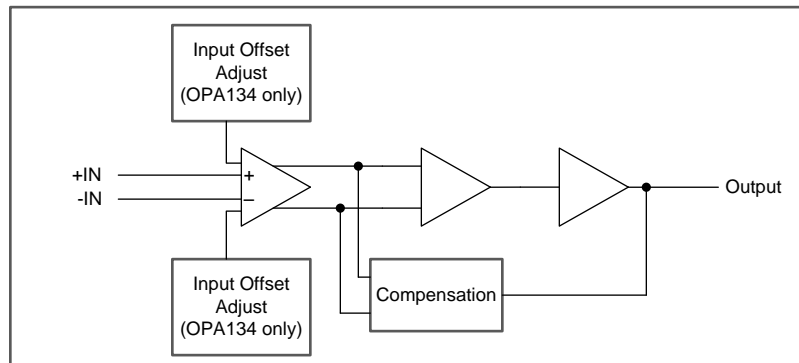 Input Offset
Adjust
(OPA134 only)
+IN
+
-IN
−
Output
Input Offset
Adjust
(OPA134 only)
Compensation